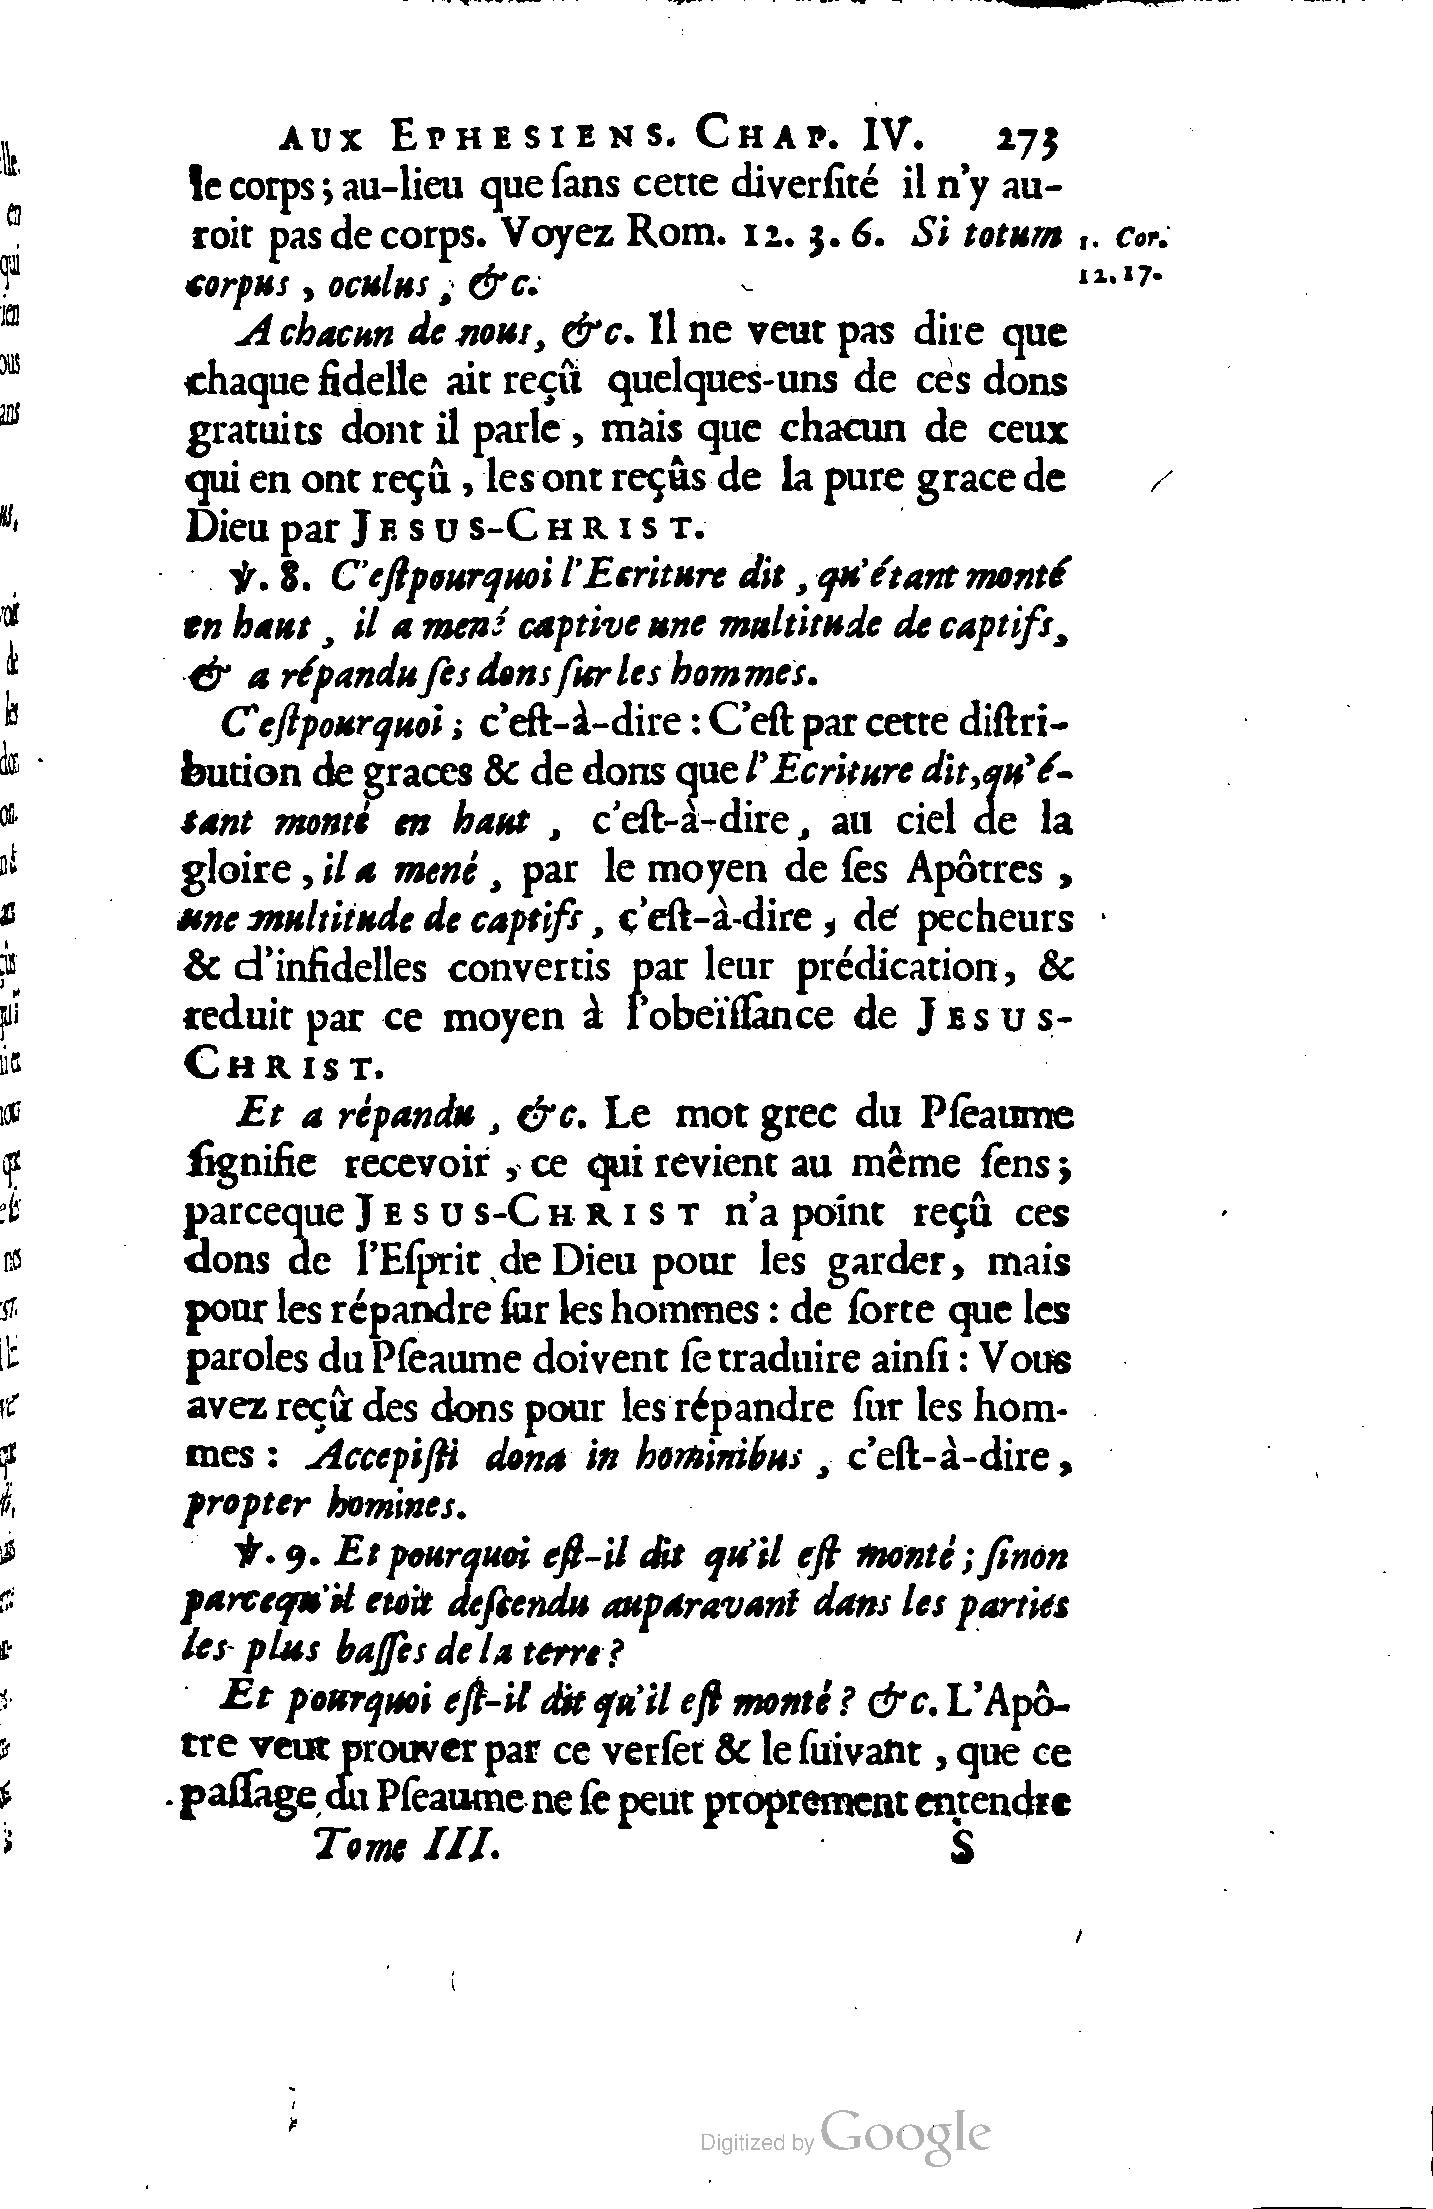 AUX EPHESIENS. CHAP. IV. 273
le corps ; au-lieu que ſans cette diverſité il n'y au-
roit pas de corps. Voyez Rom. 12. 3. 6. Si totum
1. Cor.
12.17.
corpus , oculus , &c.
A chacun de nous, &c. Il ne veut pas dire que
chaque fidelle ait reçû quelques-uns de ces dons
gratuits dont il parle , mais que chacun de ceux
qui en ont reçû , les ont reçûs de la pure grace de
Dieu par JESUS-CHRIST.
℣. 8. C'eſtpourquoi l'Ecriture dit , qu'étant monté
en haut , il a mené captive une multitude de captifs,
& a répandu ſes dons ſur les hommes.
C'eſtpourquoi ; c'eſt-à-dire : C'eſt par cette diſtri-
bution de graces & de dons que l'Ecriture dit, qu'é-
tant monté en haut , c'eſt-à-dire, au ciel de la
gloire , il a mené , par le moyen de ſes Apôtres ,
une multitude de captifs , c'eſt-à-dire , de pecheurs
& d'infidelles convertis par leur prédication, &
reduit par ce moyen à l'obeïſſance de JESUS-
CHRIST.
Et a répandu , &c. Le mot grec du Pſeaume
ſignifie recevoir , ce qui revient au même ſens ;
parceque JESUS-CHRIST n'a point reçû ces
dons de l'Eſprit de Dieu pour les garder, mais
pour les répandre ſur les hommes : de ſorte que les
paroles du Pſeaume doivent ſe traduire ainſi : Vous
avez reçû des dons pour les répandre ſur les hom-
mes : Accepiſti dona in hominibus , c'eſt-à-dire,
propter homines.
℣. 9. Et pourquoi eſt-il dit qu'il eſt monté ; ſinon
parcequ'il etoit deſcendu auparavant dans les parties
les plus baſſes de la terre ?
Et pourquoi eſt-il dit qu'il eſt monté ? &c. L'Apô-
tre veut prouver par ce verſet & le ſuivant , que ce
paſſage du Pſeaume ne ſe peut proprement entendre
Tome III. S
Digitized by Google